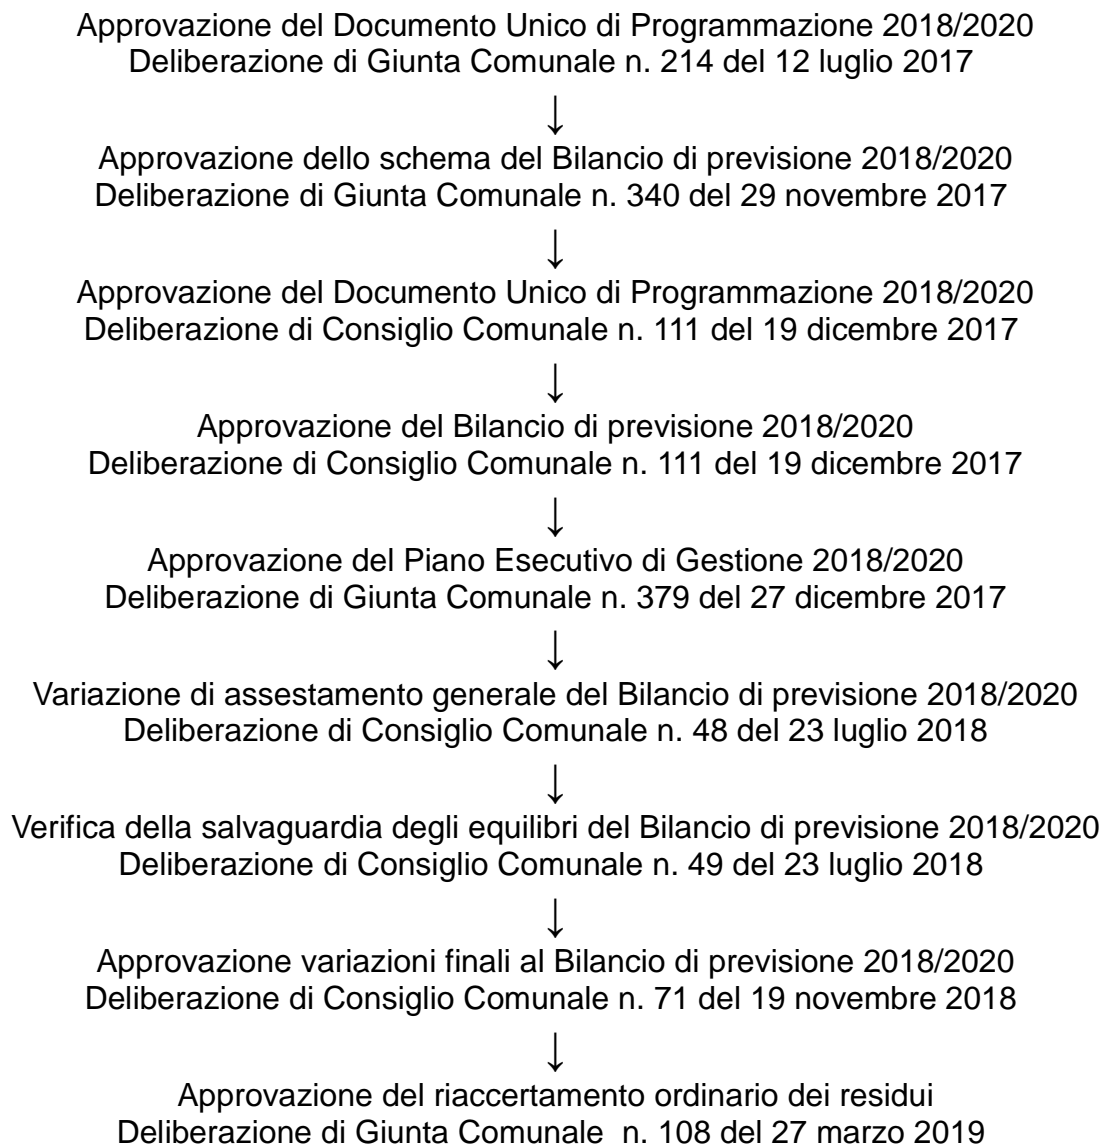 Approvazione del Documento Unico di Programmazione 2018/2020
Deliberazione di Giunta Comunale n. 214 del 12 luglio 2017
↓
Approvazione dello schema del Bilancio di previsione 2018/2020
Deliberazione di Giunta Comunale n. 340 del 29 novembre 2017
↓
Approvazione del Documento Unico di Programmazione 2018/2020
Deliberazione di Consiglio Comunale n. 111 del 19 dicembre 2017
↓
Approvazione del Bilancio di previsione 2018/2020
Deliberazione di Consiglio Comunale n. 111 del 19 dicembre 2017
↓
Approvazione del Piano Esecutivo di Gestione 2018/2020
Deliberazione di Giunta Comunale n. 379 del 27 dicembre 2017
↓
Variazione di assestamento generale del Bilancio di previsione 2018/2020
Deliberazione di Consiglio Comunale n. 48 del 23 luglio 2018
↓
Verifica della salvaguardia degli equilibri del Bilancio di previsione 2018/2020
Deliberazione di Consiglio Comunale n. 49 del 23 luglio 2018
↓
Approvazione variazioni finali al Bilancio di previsione 2018/2020
Deliberazione di Consiglio Comunale n. 71 del 19 novembre 2018
↓
Approvazione del riaccertamento ordinario dei residui
Deliberazione di Giunta Comunale n. 108 del 27 marzo 2019